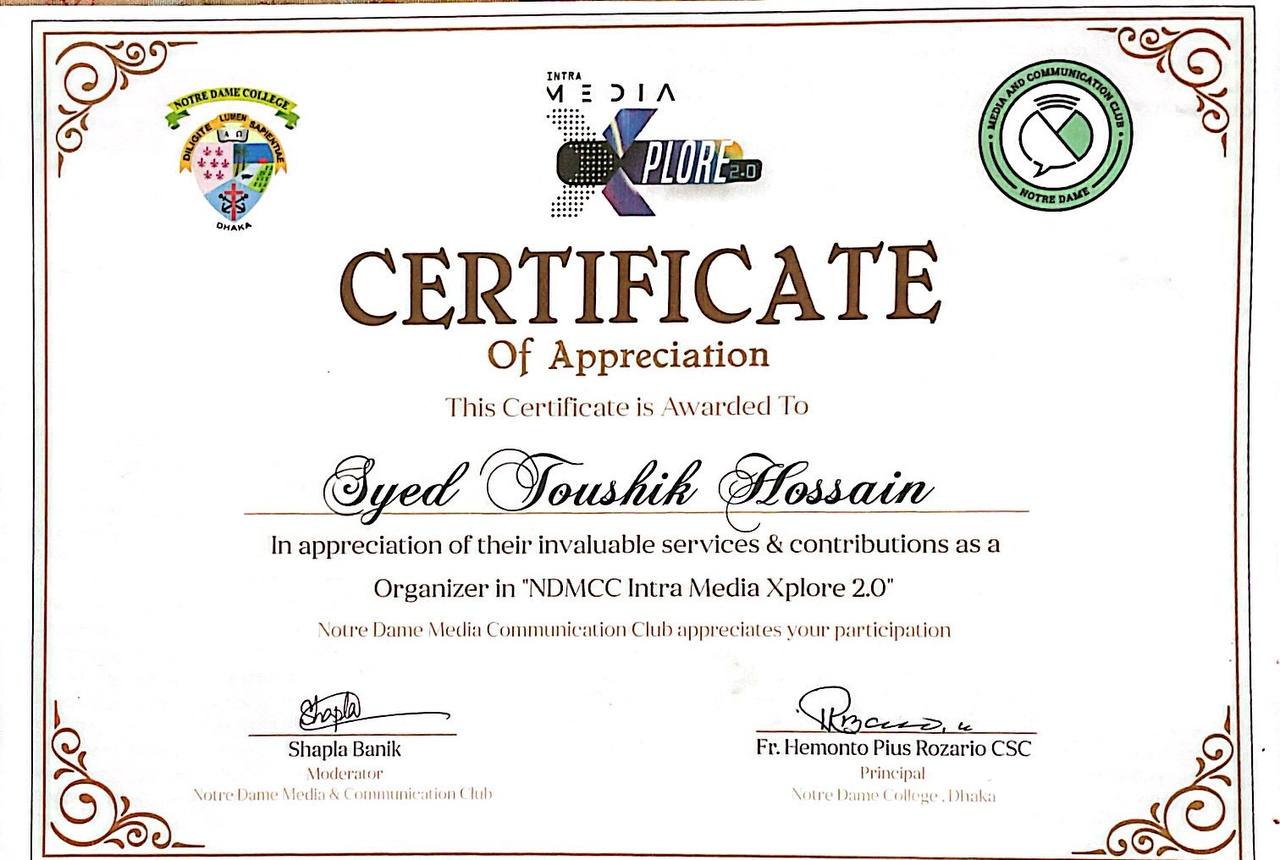 NOTRE DAME COLLEGE
DILIGITE LUMEN SAPIENTIAE
A Ω
DHAKA
INTRA
MEDIA
XPLORE 2.0
MEDIA AND COMMUNICATION CLUB
NOTRE DAME
CERTIFICATE
Of Appreciation
This Certificate is Awarded To
Syed Toushik Hossain
In appreciation of their invaluable services & contributions as a
Organizer in "NDMCC Intra Media Xplore 2.0"
Notre Dame Media Communication Club appreciates your participation
Shapla
Shapla Banik
Moderator
Notre Dame Media & Communication Club
Fr. Hemonto Pius Rozario CSC
Principal
Notre Dame College , Dhaka